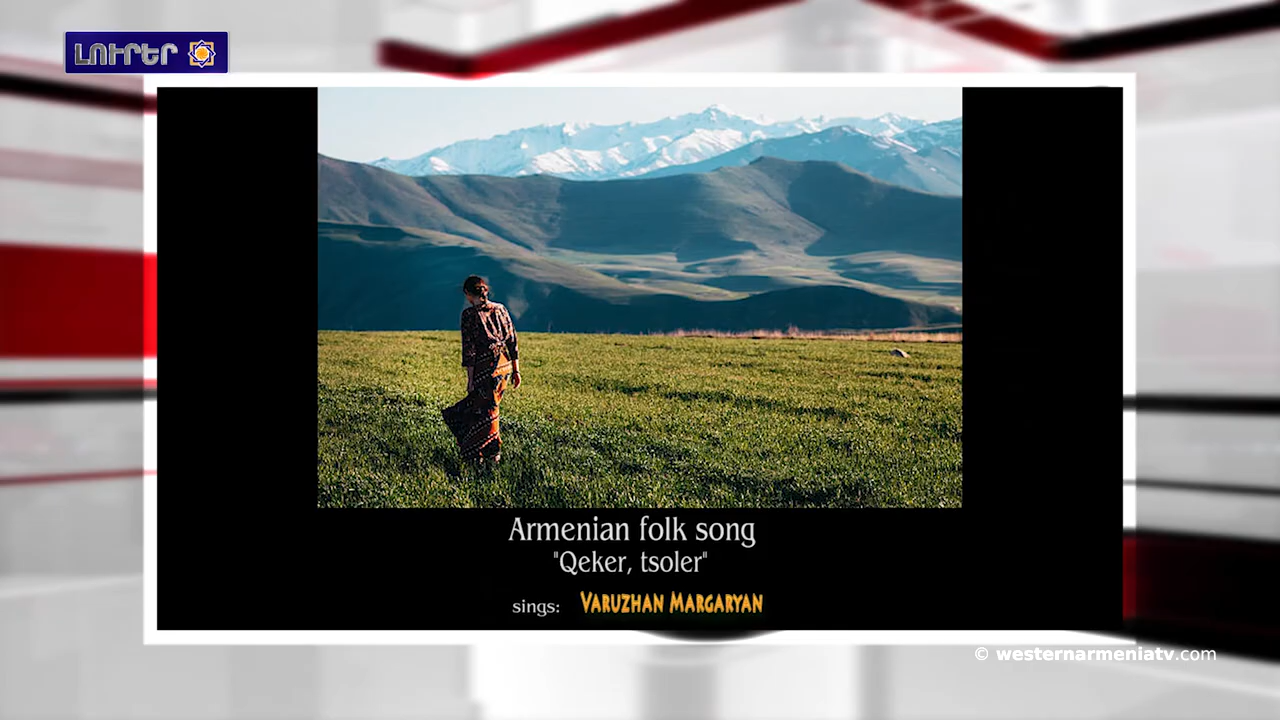 ԼՈՒՐԵՐ
Armenian folk song
"Qeker, tsoler"
sings: VARUZHAN MARGARYAN
© westernarmeniatv.com